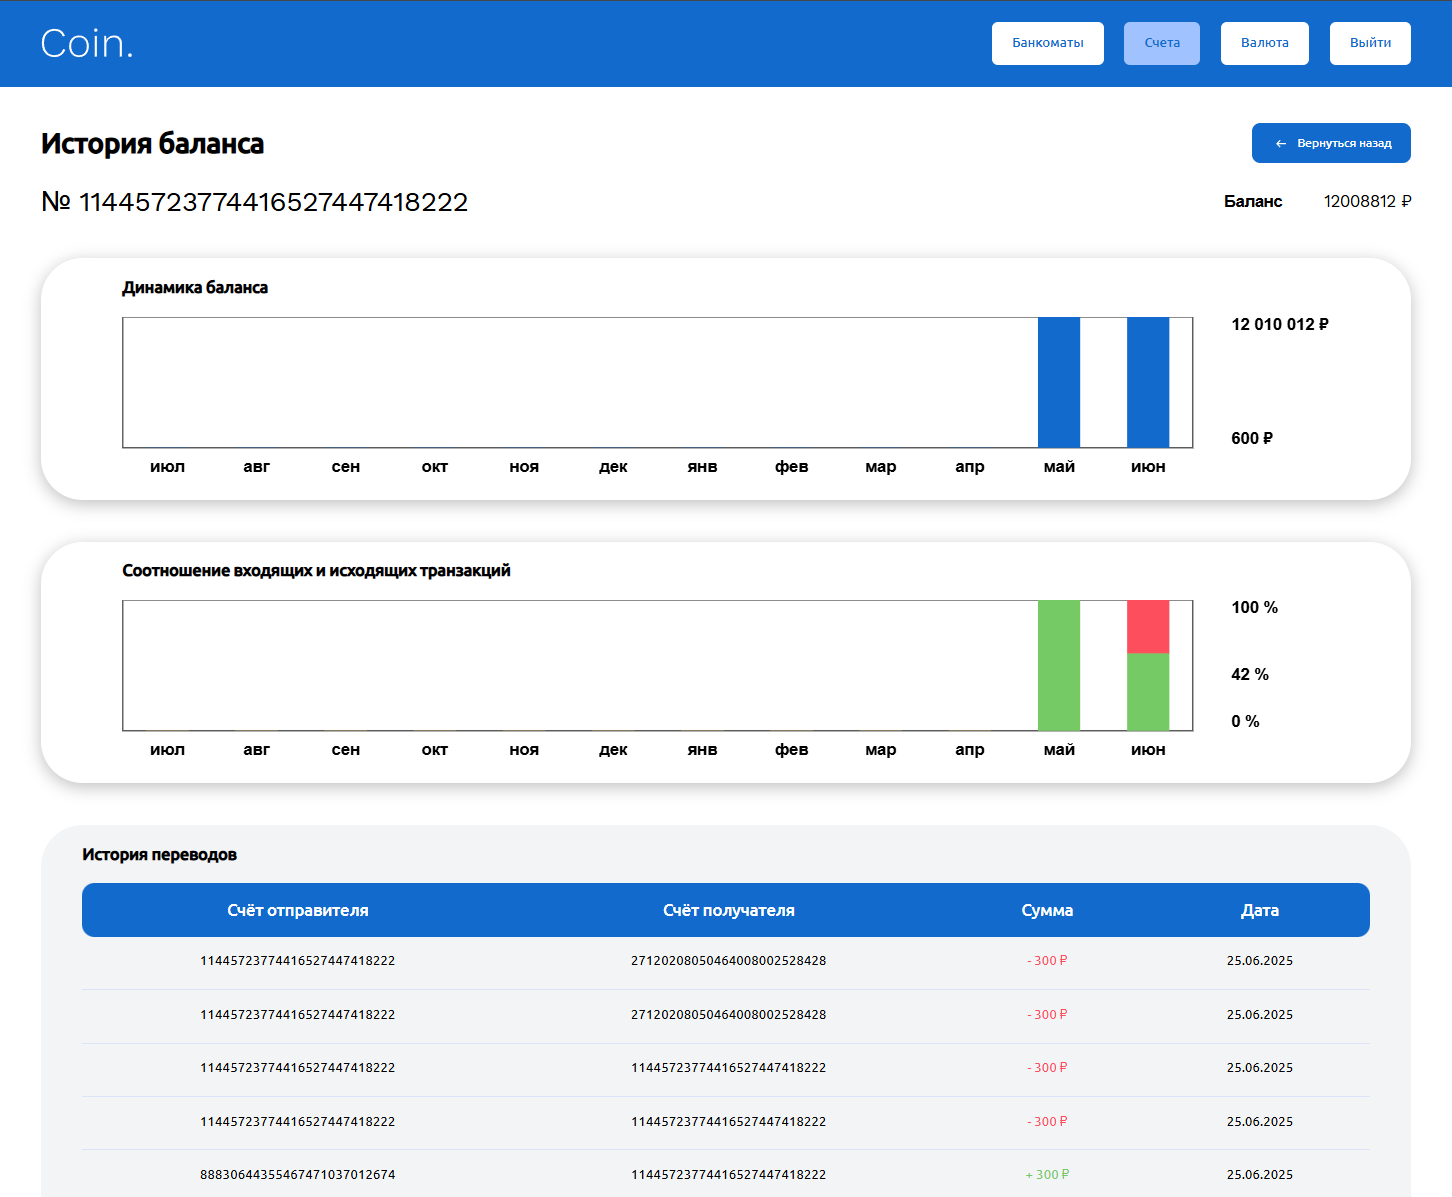 Coin.
Банкоматы Счета Валюта Выйти
История баланса
← Вернуться назад
№ 11445723774416527447418222
Баланс 12008812 ₽
Динамика баланса
12 010 012 ₽
600 ₽
июл авг сен окт ноя дек янв фев мар апр май июн
Соотношение входящих и исходящих транзакций
100 %
42 %
0 %
июл авг сен окт ноя дек янв фев мар апр май июн
История переводов
Счёт отправителя Счёт получателя Сумма Дата
11445723774416527447418222 27120208050464008002528428 - 300 ₽ 25.06.2025
11445723774416527447418222 27120208050464008002528428 - 300 ₽ 25.06.2025
11445723774416527447418222 11445723774416527447418222 - 300 ₽ 25.06.2025
11445723774416527447418222 11445723774416527447418222 - 300 ₽ 25.06.2025
88830644355467471037012674 11445723774416527447418222 + 300 ₽ 25.06.2025